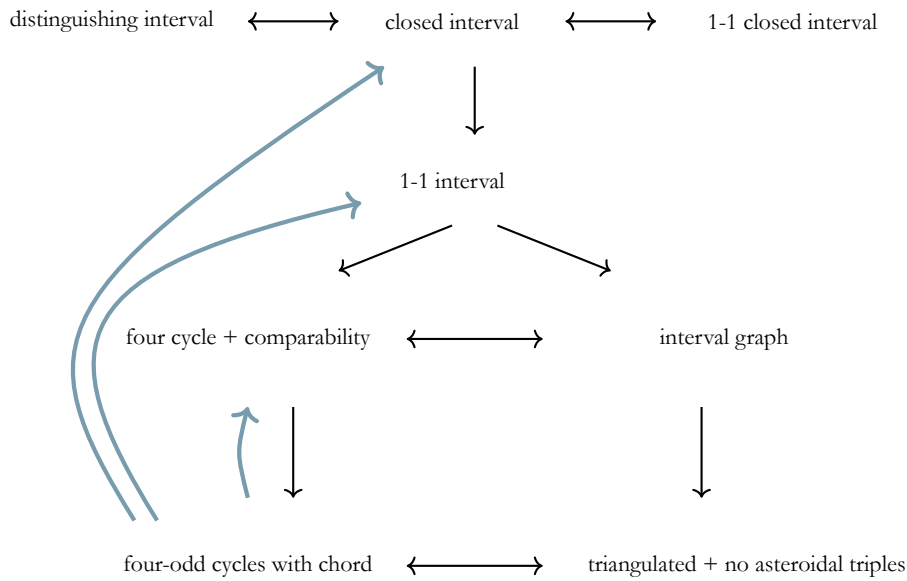 distinguishing interval
closed interval
1-1 closed interval
1-1 interval
four cycle + comparability
interval graph
four-odd cycles with chord
triangulated + no asteroidal triples